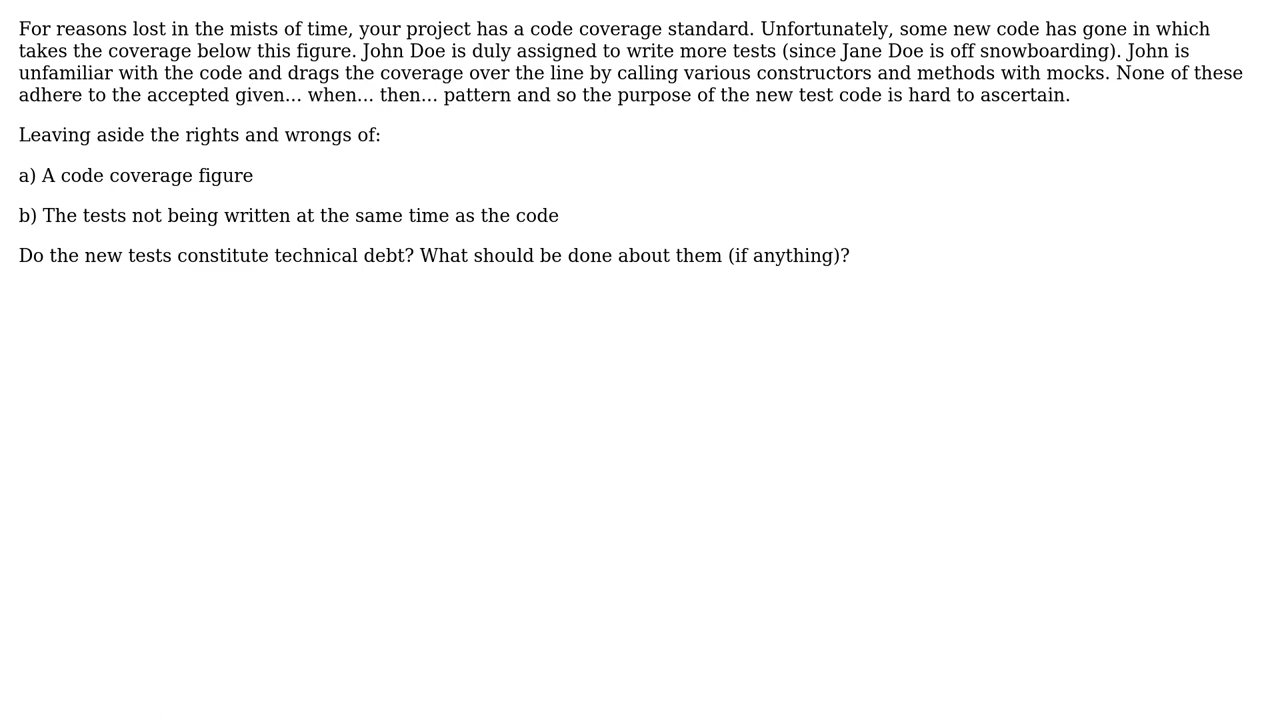 For reasons lost in the mists of time, your project has a code coverage standard. Unfortunately, some new code has gone in which
takes the coverage below this figure. John Doe is duly assigned to write more tests (since Jane Doe is off snowboarding). John is
unfamiliar with the code and drags the coverage over the line by calling various constructors and methods with mocks. None of these
adhere to the accepted given... when... then... pattern and so the purpose of the new test code is hard to ascertain.
Leaving aside the rights and wrongs of:
a) A code coverage figure
b) The tests not being written at the same time as the code
Do the new tests constitute technical debt? What should be done about them (if anything)?